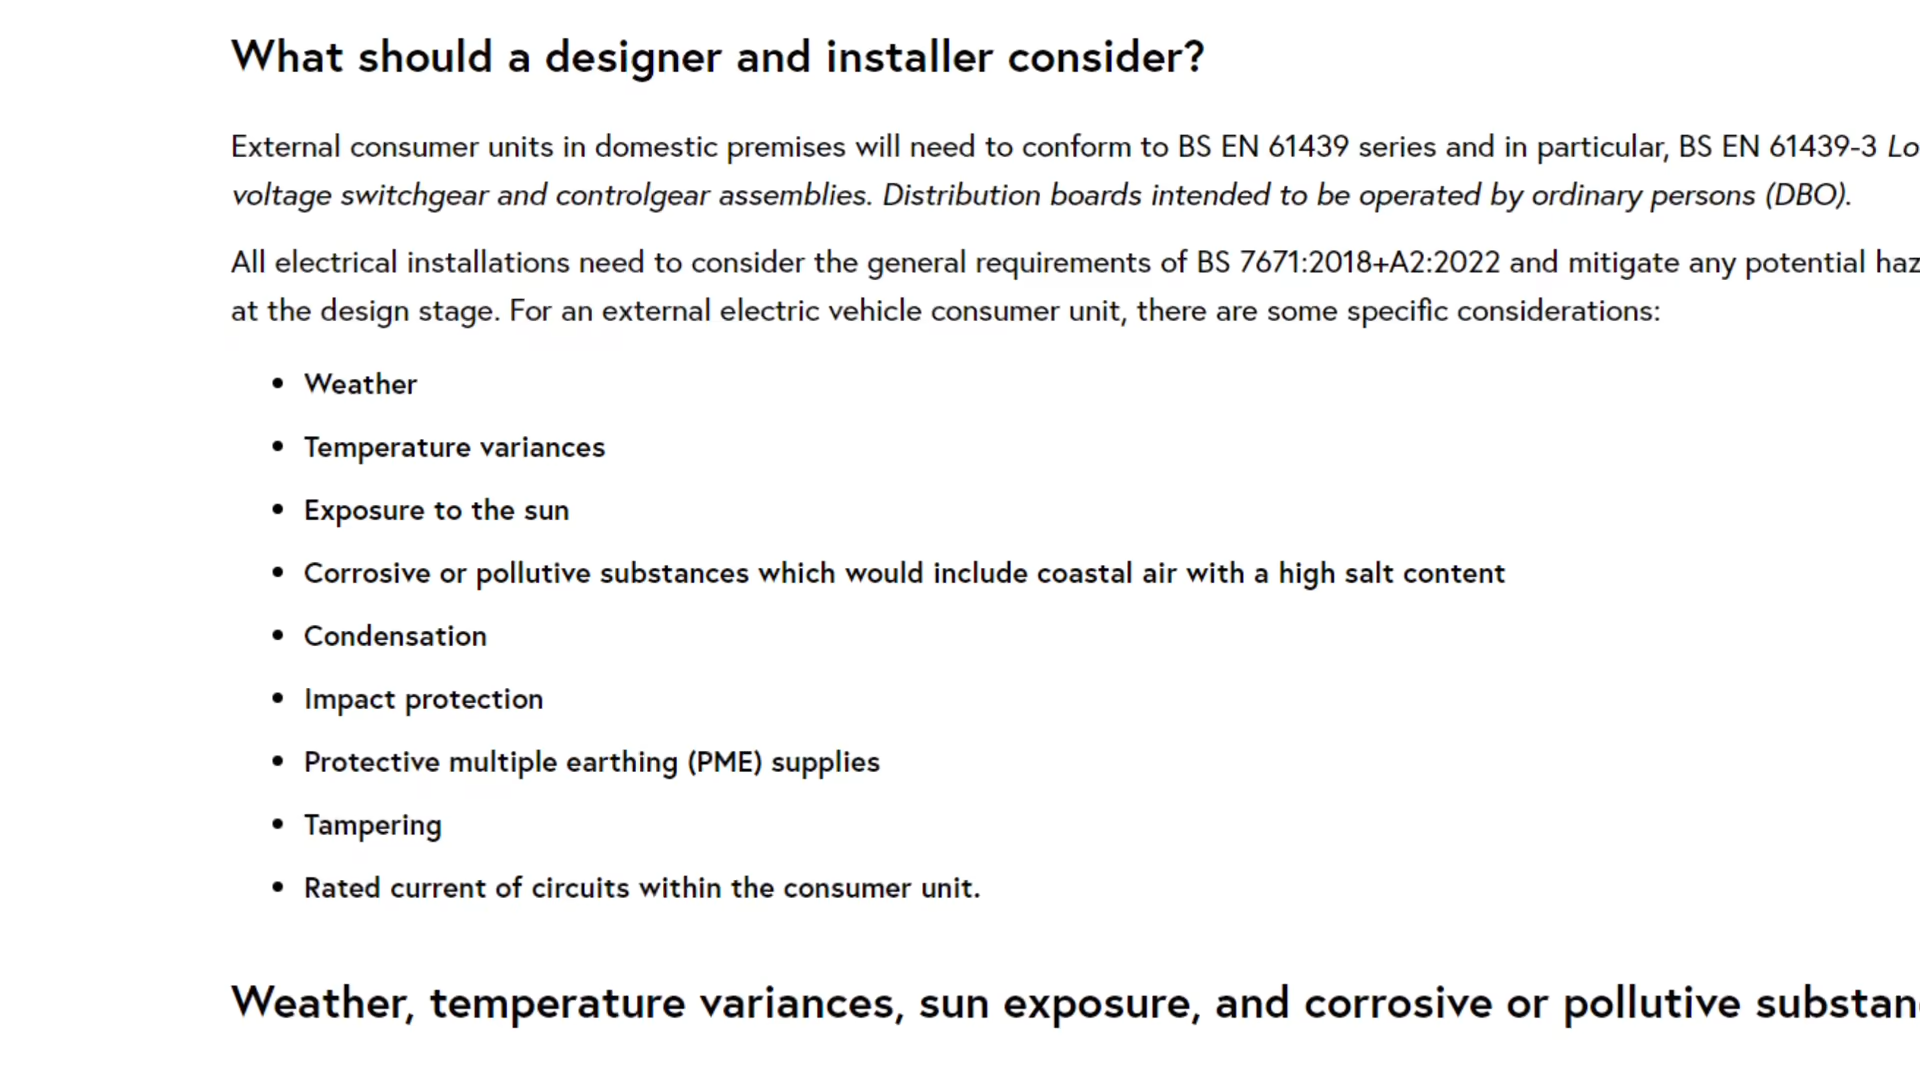 What should a designer and installer consider?
External consumer units in domestic premises will need to conform to BS EN 61439 series and in particular, BS EN 61439-3 Lo
voltage switchgear and controlgear assemblies. Distribution boards intended to be operated by ordinary persons (DBO).
All electrical installations need to consider the general requirements of BS 7671:2018+A2:2022 and mitigate any potential haz
at the design stage. For an external electric vehicle consumer unit, there are some specific considerations:
• Weather
• Temperature variances
• Exposure to the sun
• Corrosive or pollutive substances which would include coastal air with a high salt content
• Condensation
• Impact protection
• Protective multiple earthing (PME) supplies
• Tampering
• Rated current of circuits within the consumer unit.
Weather, temperature variances, sun exposure, and corrosive or pollutive substan